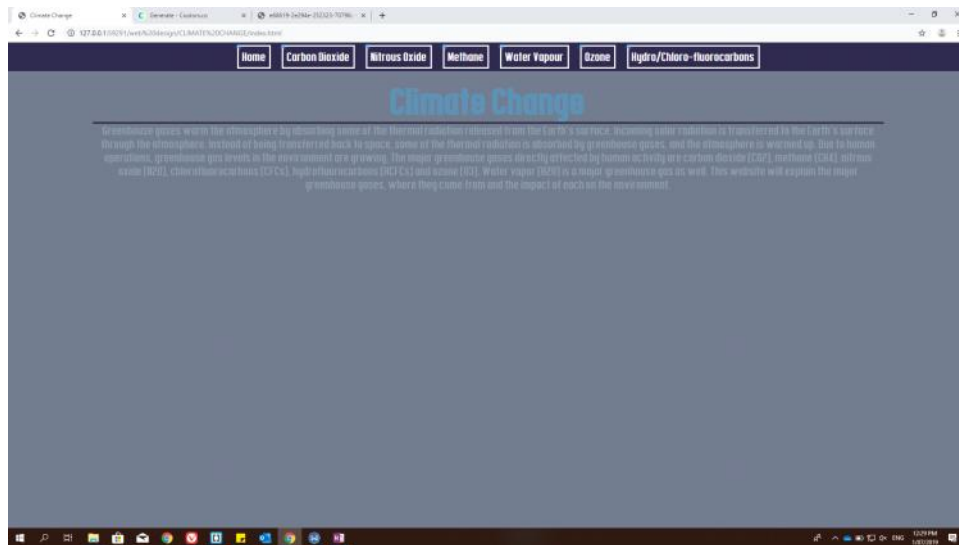 Climate Change
Generate - Coolors.co
Home
Carbon Dioxide
Nitrous Oxide
Methane
Water Vapour
Ozone
Hydro/Chloro-fluorocarbons
Climate Change
Greenhouse gases warm the atmosphere by absorbing some of the thermal radiation released from the Earth's surface. Incoming solar radiation is transferred to the Earth's surface
through the atmosphere. Instead of being transferred back to space, some of the thermal radiation is absorbed by greenhouse gases, and the atmosphere is warmed up. Due to human
operations, greenhouse gas levels in the environment are growing. The major greenhouse gases directly affected by human activity are carbon dioxide (CO2), methane (CH4), nitrous
oxide (N2O), chlorofluorocarbons (CFCs), hydrofluorocarbons (HCFCs) and ozone (O3). Water vapor (H2O) is a major greenhouse gas as well. This website will explain the major
greenhouse gases, where they come from and the impact of each on the
ENG
12:29 PM